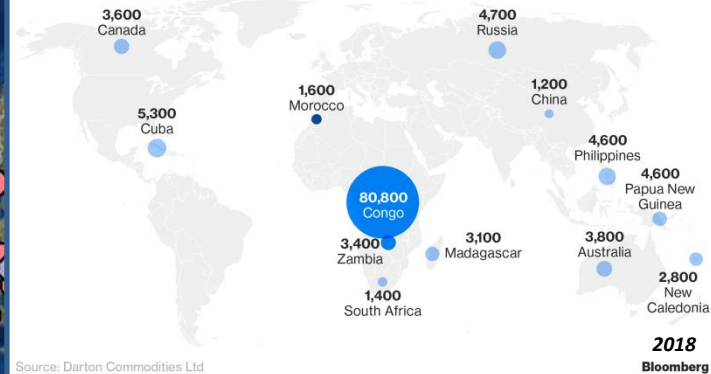 3,600
Canada
4,700
Russia
1,600
Morocco
1,200
China
5,300
Cuba
4,600
Philippines
4,600
Papua New
Guinea
80,800
Congo
3,400
Zambia
3,100
Madagascar
3,800
Australia
1,400
South Africa
2,800
New
Caledonia
2018
Source: Darton Commodities Ltd
Bloomberg